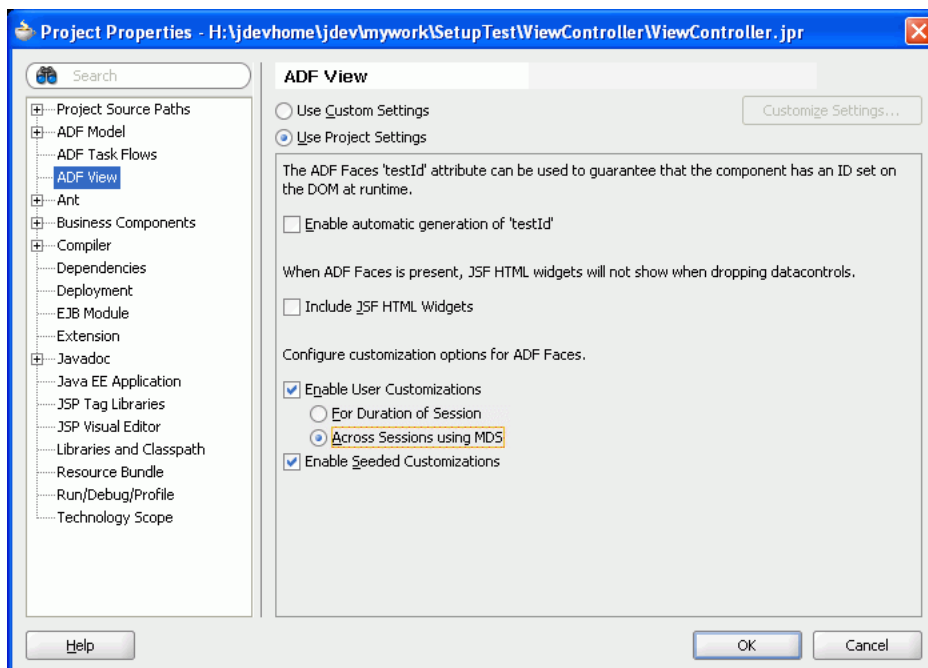 Project Properties - H:\jdevhome\jdev\mywork\SetupTest\ViewController\ViewController.jpr
Search
Project Source Paths
ADF Model
ADF Task Flows
ADF View
Ant
Business Components
Compiler
Dependencies
Deployment
EJB Module
Extension
Javadoc
Java EE Application
JSP Tag Libraries
JSP Visual Editor
Libraries and Classpath
Resource Bundle
Run/Debug/Profile
Technology Scope
ADF View
Use Custom Settings
Customize Settings...
Use Project Settings
The ADF Faces 'testId' attribute can be used to guarantee that the component has an ID set on
the DOM at runtime.
Enable automatic generation of 'testId'
When ADF Faces is present, JSF HTML widgets will not show when dropping datacontrols.
Include JSF HTML Widgets
Configure customization options for ADF Faces.
Enable User Customizations
For Duration of Session
Across Sessions using MDS
Enable Seeded Customizations
Help
OK
Cancel